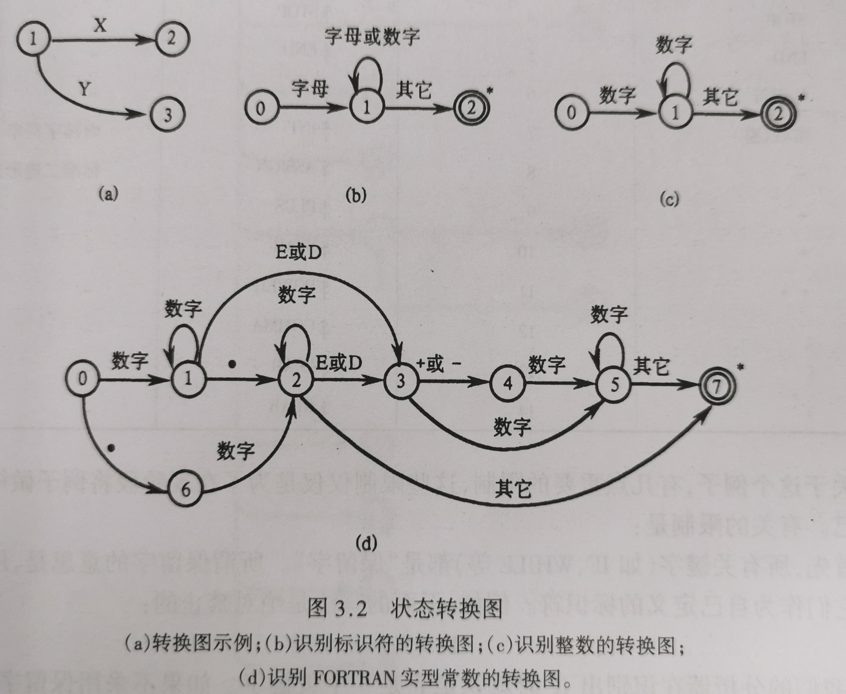 1 X 2
Y
3
(a)
字母或数字
0 字母 1 其它 2 *
(b)
数字
0 数字 1 其它 2 *
(c)
E或D
数字 数字 数字
0 数字 1 • 2 E或D 3 +或- 4 数字 5 其它 7 *
• 数字 数字
6 其它
(d)
图3.2 状态转换图
(a)转换图示例;(b)识别标识符的转换图;(c)识别整数的转换图;
(d)识别 FORTRAN 实型常数的转换图。